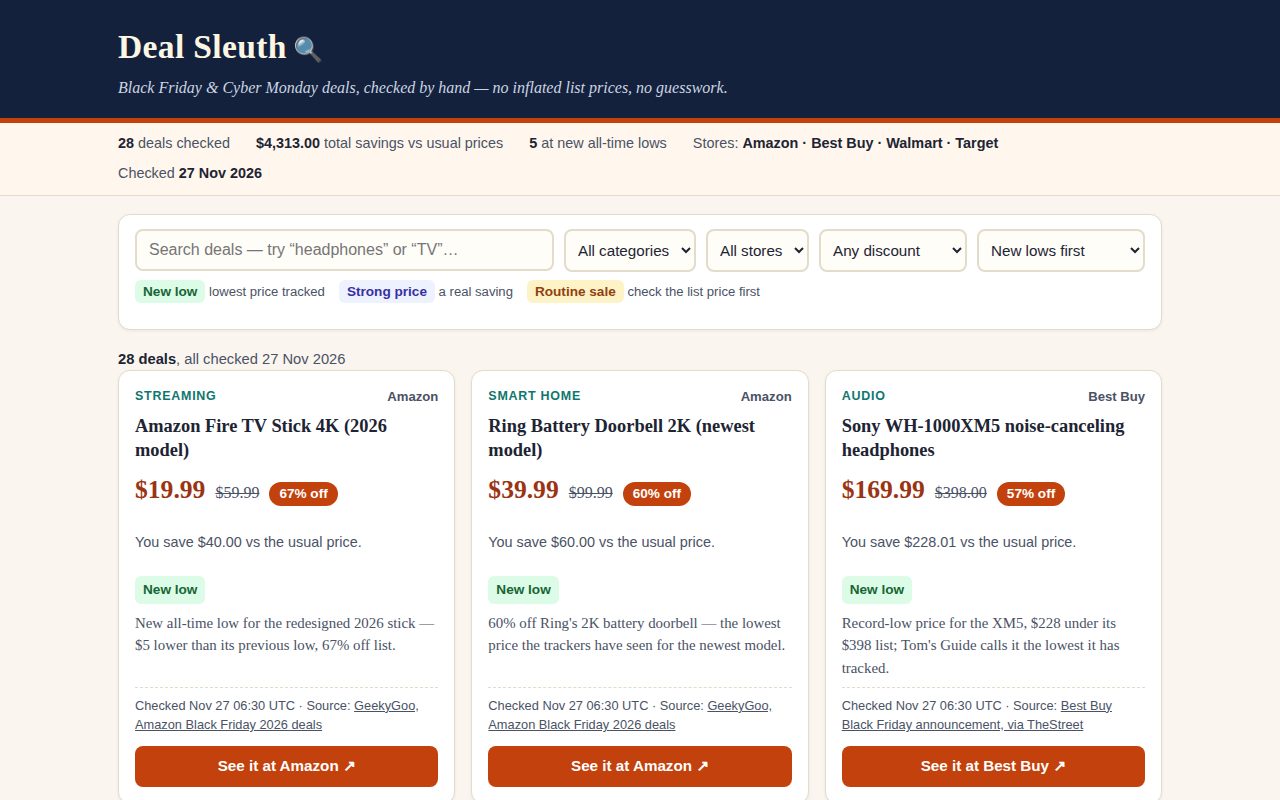 Deal Sleuth 🔍
Black Friday & Cyber Monday deals, checked by hand — no inflated list prices, no guesswork.
28 deals checked $4,313.00 total savings vs usual prices 5 at new all-time lows Stores: Amazon · Best Buy · Walmart · Target
Checked 27 Nov 2026
Search deals — try “headphones” or “TV”… All categories All stores Any discount New lows first
New low lowest price tracked Strong price a real saving Routine sale check the list price first
28 deals, all checked 27 Nov 2026
STREAMING Amazon
Amazon Fire TV Stick 4K (2026
model)
$19.99 $59.99 67% off
You save $40.00 vs the usual price.
New low
New all-time low for the redesigned 2026 stick —
$5 lower than its previous low, 67% off list.
Checked Nov 27 06:30 UTC · Source: GeekyGoo,
Amazon Black Friday 2026 deals
See it at Amazon ↗
SMART HOME Amazon
Ring Battery Doorbell 2K (newest
model)
$39.99 $99.99 60% off
You save $60.00 vs the usual price.
New low
60% off Ring's 2K battery doorbell — the lowest
price the trackers have seen for the newest model.
Checked Nov 27 06:30 UTC · Source: GeekyGoo,
Amazon Black Friday 2026 deals
See it at Amazon ↗
AUDIO Best Buy
Sony WH-1000XM5 noise-canceling
headphones
$169.99 $398.00 57% off
You save $228.01 vs the usual price.
New low
Record-low price for the XM5, $228 under its
$398 list; Tom's Guide calls it the lowest it has
tracked.
Checked Nov 27 06:30 UTC · Source: Best Buy
Black Friday announcement, via TheStreet
See it at Best Buy ↗